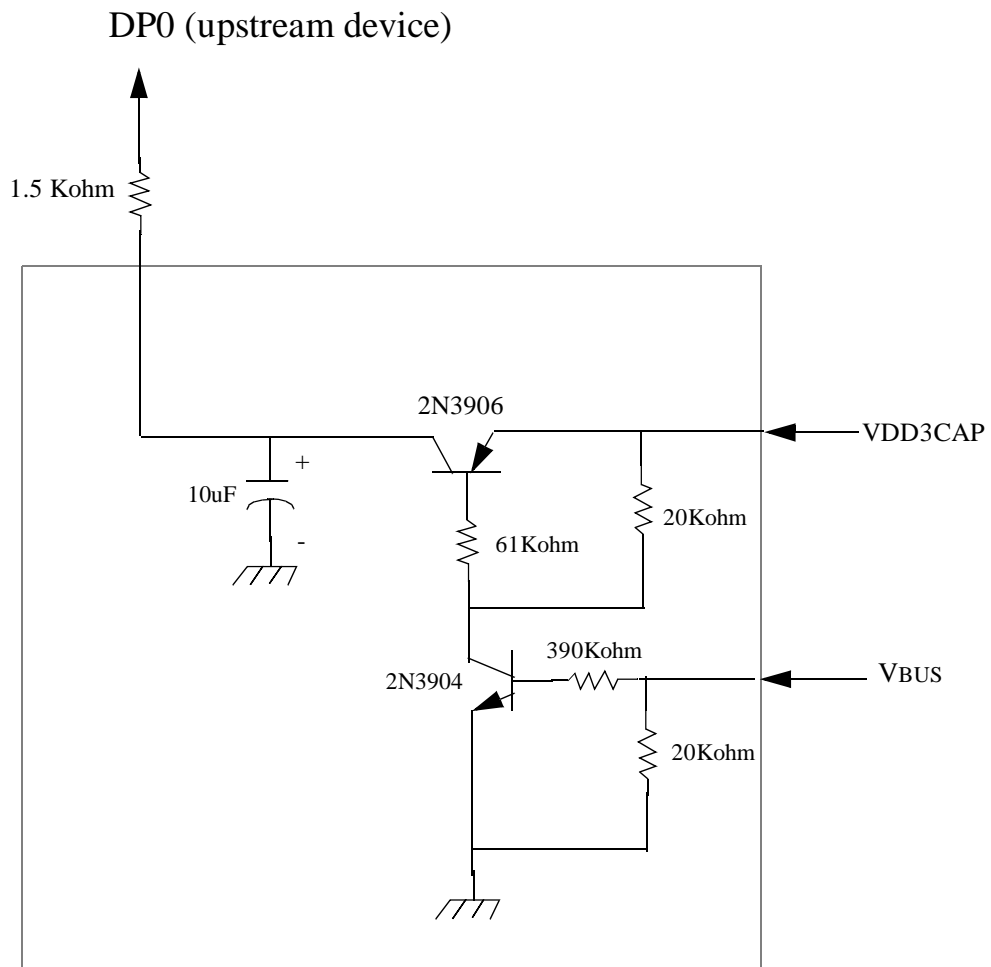 DP0 (upstream device)
1.5 Kohm
2N3906
VDD3CAP
+
10uF
-
20Kohm
61Kohm
390Kohm
2N3904
VBUS
20Kohm